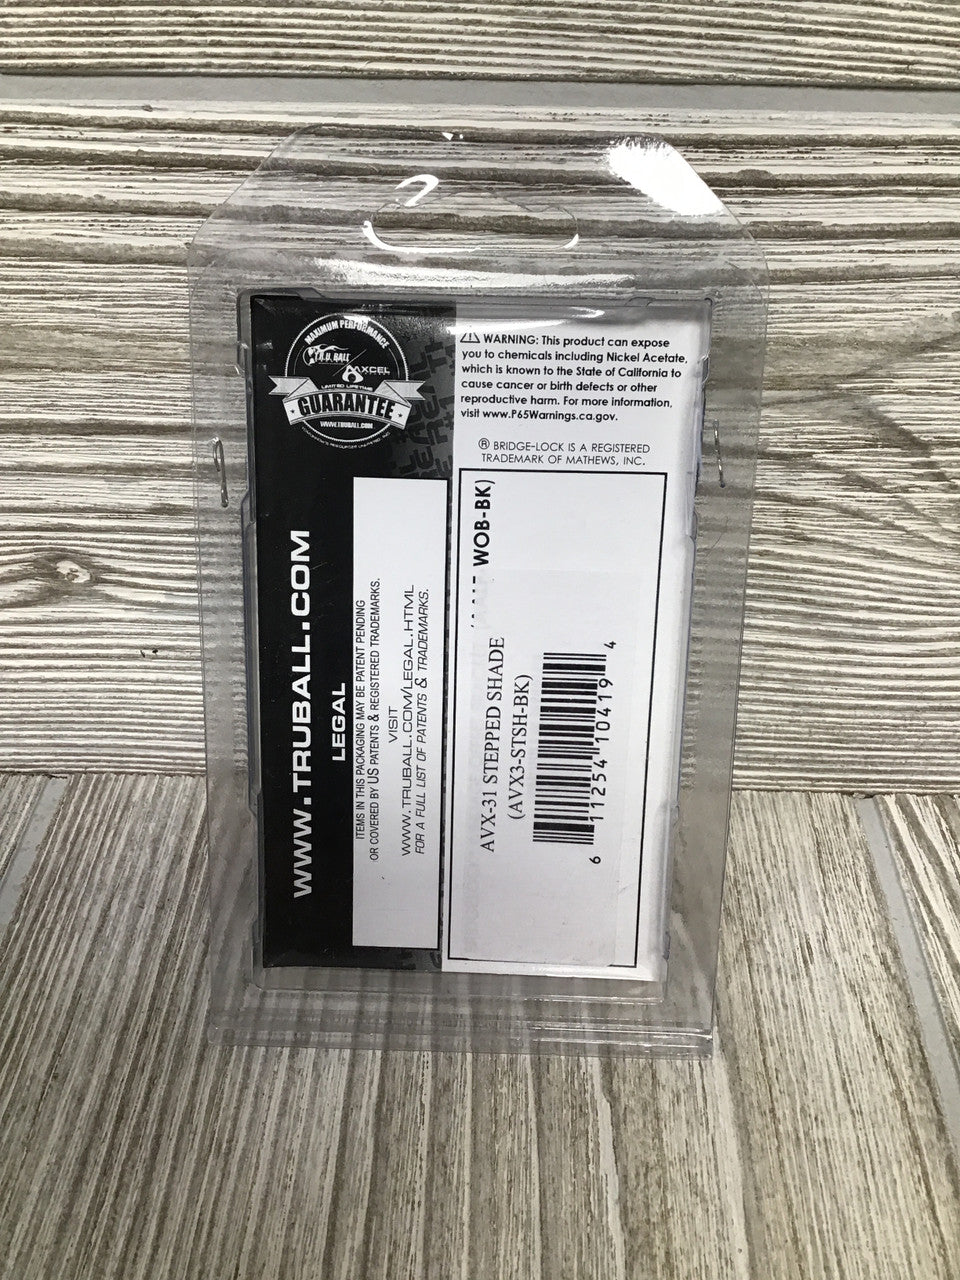 MAXIMUM PERFORMANCE
T.R.U. BALL
AXCEL
LIMITED LIFETIME
GUARANTEE
WWW.TRUBALL.COM
WARNING: This product can expose
you to chemicals including Nickel Acetate,
which is known to the State of California to
cause cancer or birth defects or other
reproductive harm. For more information,
visit www.P65Warnings.ca.gov.
® BRIDGE-LOCK IS A REGISTERED
TRADEMARK OF MATHEWS, INC.
WWW.TRUBALL.COM
LEGAL
ITEMS IN THIS PACKAGING MAY BE PATENT PENDING
OR COVERED BY US PATENTS & REGISTERED TRADEMARKS.
VISIT
WWW.TRUBALL.COM/LEGAL.HTML
FOR A FULL LIST OF PATENTS & TRADEMARKS.
WOB-BK)
AVX-31 STEPPED SHADE
(AVX3-STSH-BK)
6 11254 10419 4